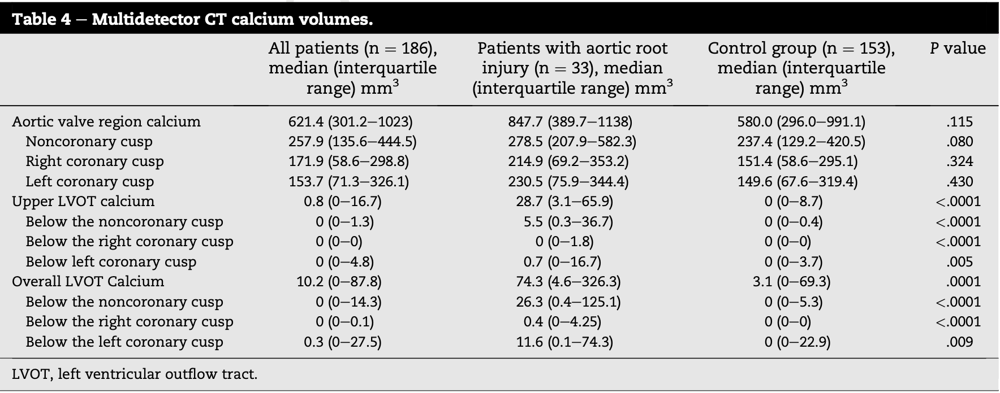 Table 4 – Multidetector CT calcium volumes.
All patients (n = 186), median (interquartile range) mm³ Patients with aortic root injury (n = 33), median (interquartile range) mm³ Control group (n = 153), median (interquartile range) mm³ P value
Aortic valve region calcium 621.4 (301.2–1023) 847.7 (389.7–1138) 580.0 (296.0–991.1) .115
Noncoronary cusp 257.9 (135.6–444.5) 278.5 (207.9–582.3) 237.4 (129.2–420.5) .080
Right coronary cusp 171.9 (58.6–298.8) 214.9 (69.2–353.2) 151.4 (58.6–295.1) .324
Left coronary cusp 153.7 (71.3–326.1) 230.5 (75.9–344.4) 149.6 (67.6–319.4) .430
Upper LVOT calcium 0.8 (0–16.7) 28.7 (3.1–65.9) 0 (0–8.7) <.0001
Below the noncoronary cusp 0 (0–1.3) 5.5 (0.3–36.7) 0 (0–0.4) <.0001
Below the right coronary cusp 0 (0–0) 0 (0–1.8) 0 (0–0) <.0001
Below left coronary cusp 0 (0–4.8) 0.7 (0–16.7) 0 (0–3.7) .005
Overall LVOT Calcium 10.2 (0–87.8) 74.3 (4.6–326.3) 3.1 (0–69.3) .0001
Below the noncoronary cusp 0 (0–14.3) 26.3 (0.4–125.1) 0 (0–5.3) <.0001
Below the right coronary cusp 0 (0–0.1) 0.4 (0–4.25) 0 (0–0) <.0001
Below the left coronary cusp 0.3 (0–27.5) 11.6 (0.1–74.3) 0 (0–22.9) .009
LVOT, left ventricular outflow tract.